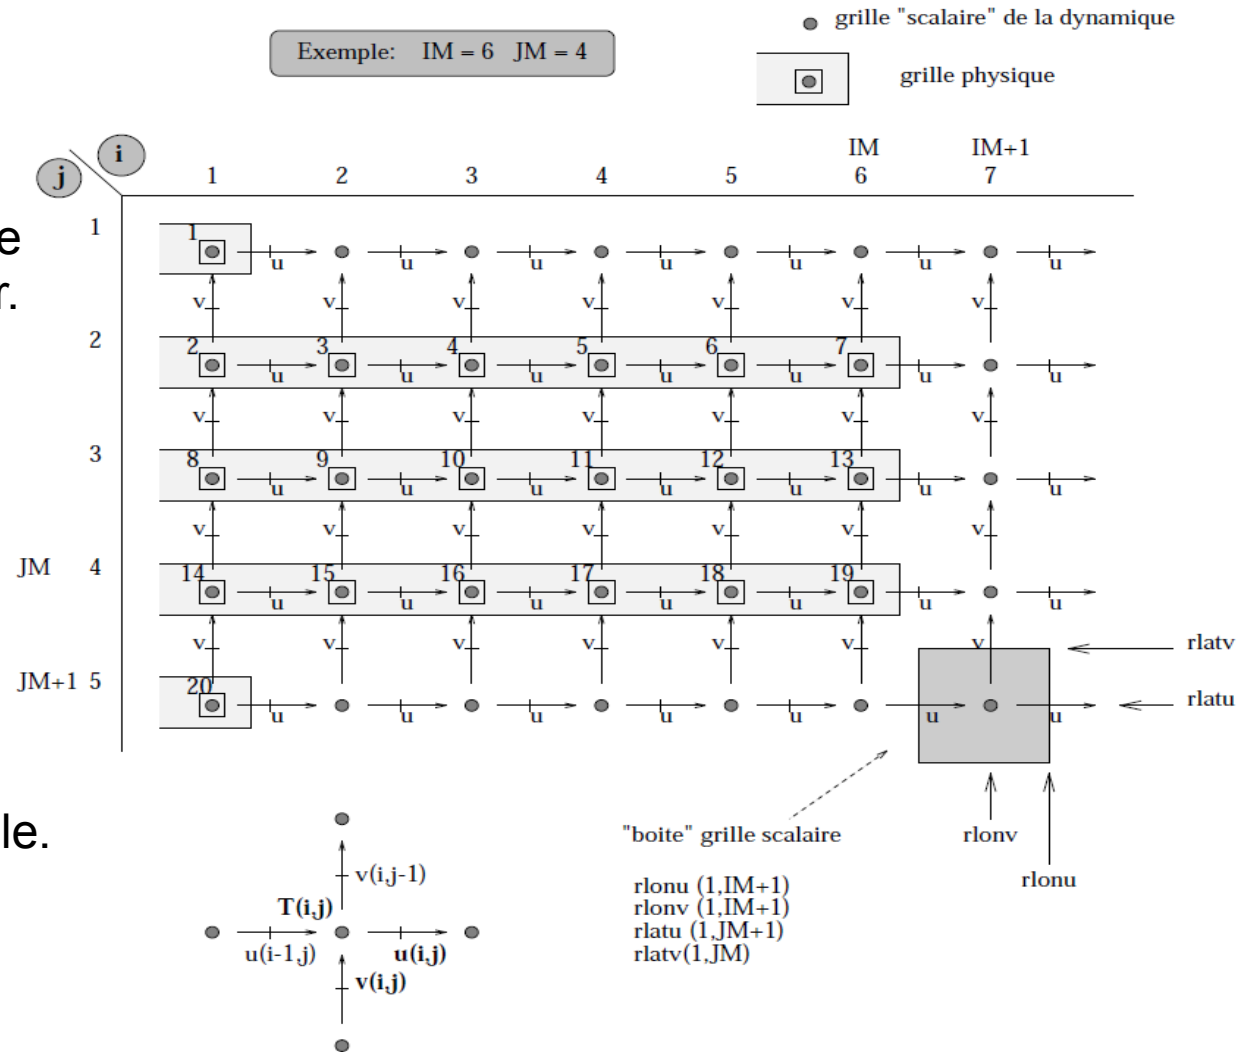 grille "scalaire" de la dynamique
Exemple: IM = 6 JM = 4
grille physique
i
j
IM IM+1
1 2 3 4 5 6 7
1
e
r.
1
u u u u u u u
v v v v v v
2
2 3 4 5 6 7
u u u u u u u
v v v v v v
3
8 9 10 11 12 13
u u u u u u u
v v v v v v
JM 4
14 15 16 17 18 19
u u u u u u u
v v v v v v v
rlatv
JM+1 5
20
u u u u u u u
rlatu
le.
"boite" grille scalaire
rlonv
rlonu
v(i,j-1)
T(i,j)
u(i-1,j) u(i,j)
v(i,j)
rlonu (1,IM+1)
rlonv (1,IM+1)
rlatu (1,JM+1)
rlatv(1,JM)